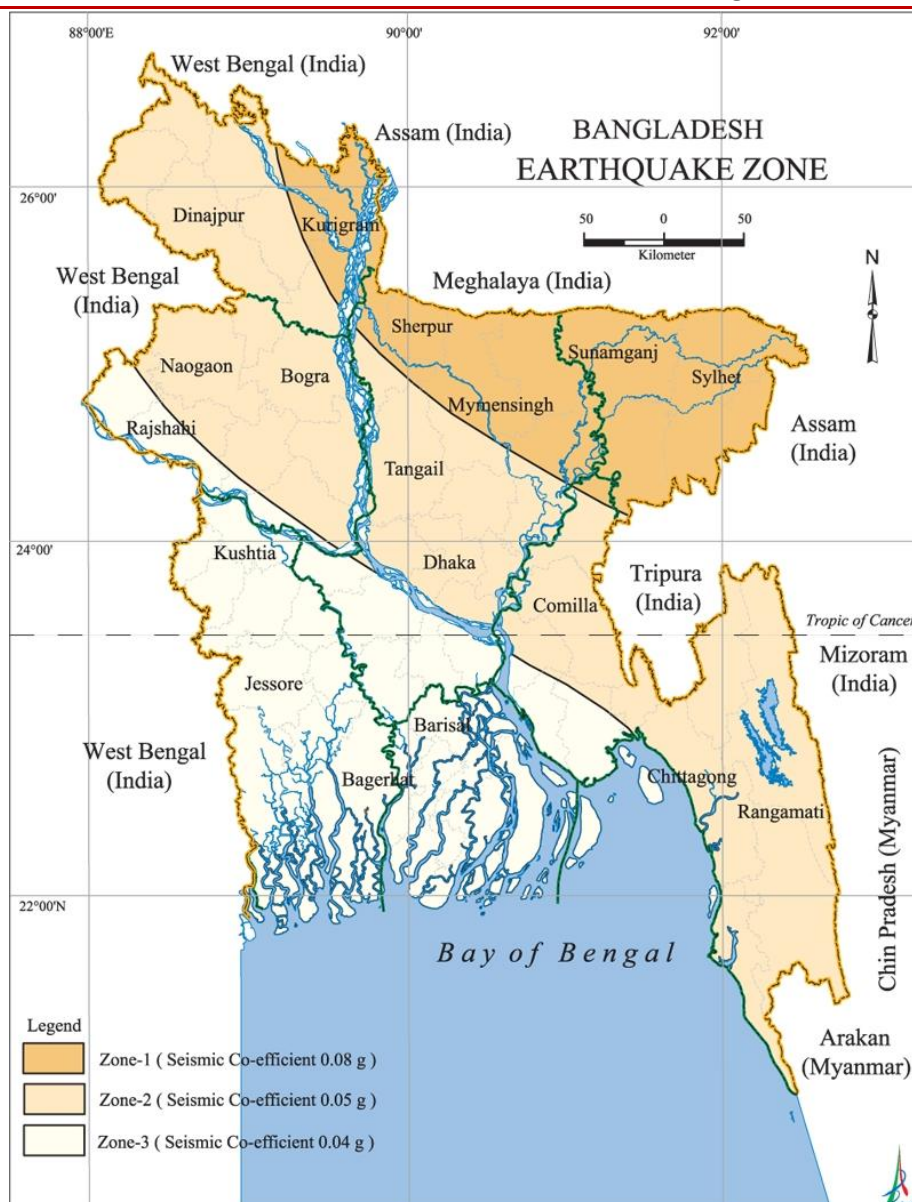 88°00'E
90°00'
92°00'
West Bengal (India)
Assam (India)
BANGLADESH
EARTHQUAKE ZONE
26°00'
Dinajpur
Kurigram
50
0
50
Kilometer
N
West Bengal
(India)
Meghalaya (India)
Sherpur
Sunamganj
Naogaon
Bogra
Sylhet
Mymensingh
Rajshahi
Assam
(India)
Tangail
24°00'
Kushtia
Dhaka
Tripura
(India)
Comilla
Tropic of Cancer
Mizoram
(India)
Jessore
Barisal
West Bengal
(India)
Bagerhat
Chittagong
Rangamati
Chin Pradesh (Myanmar)
22°00'N
Bay of Bengal
Legend
Arakan
(Myanmar)
Zone-1 ( Seismic Co-efficient 0.08 g )
Zone-2 ( Seismic Co-efficient 0.05 g )
Zone-3 ( Seismic Co-efficient 0.04 g )